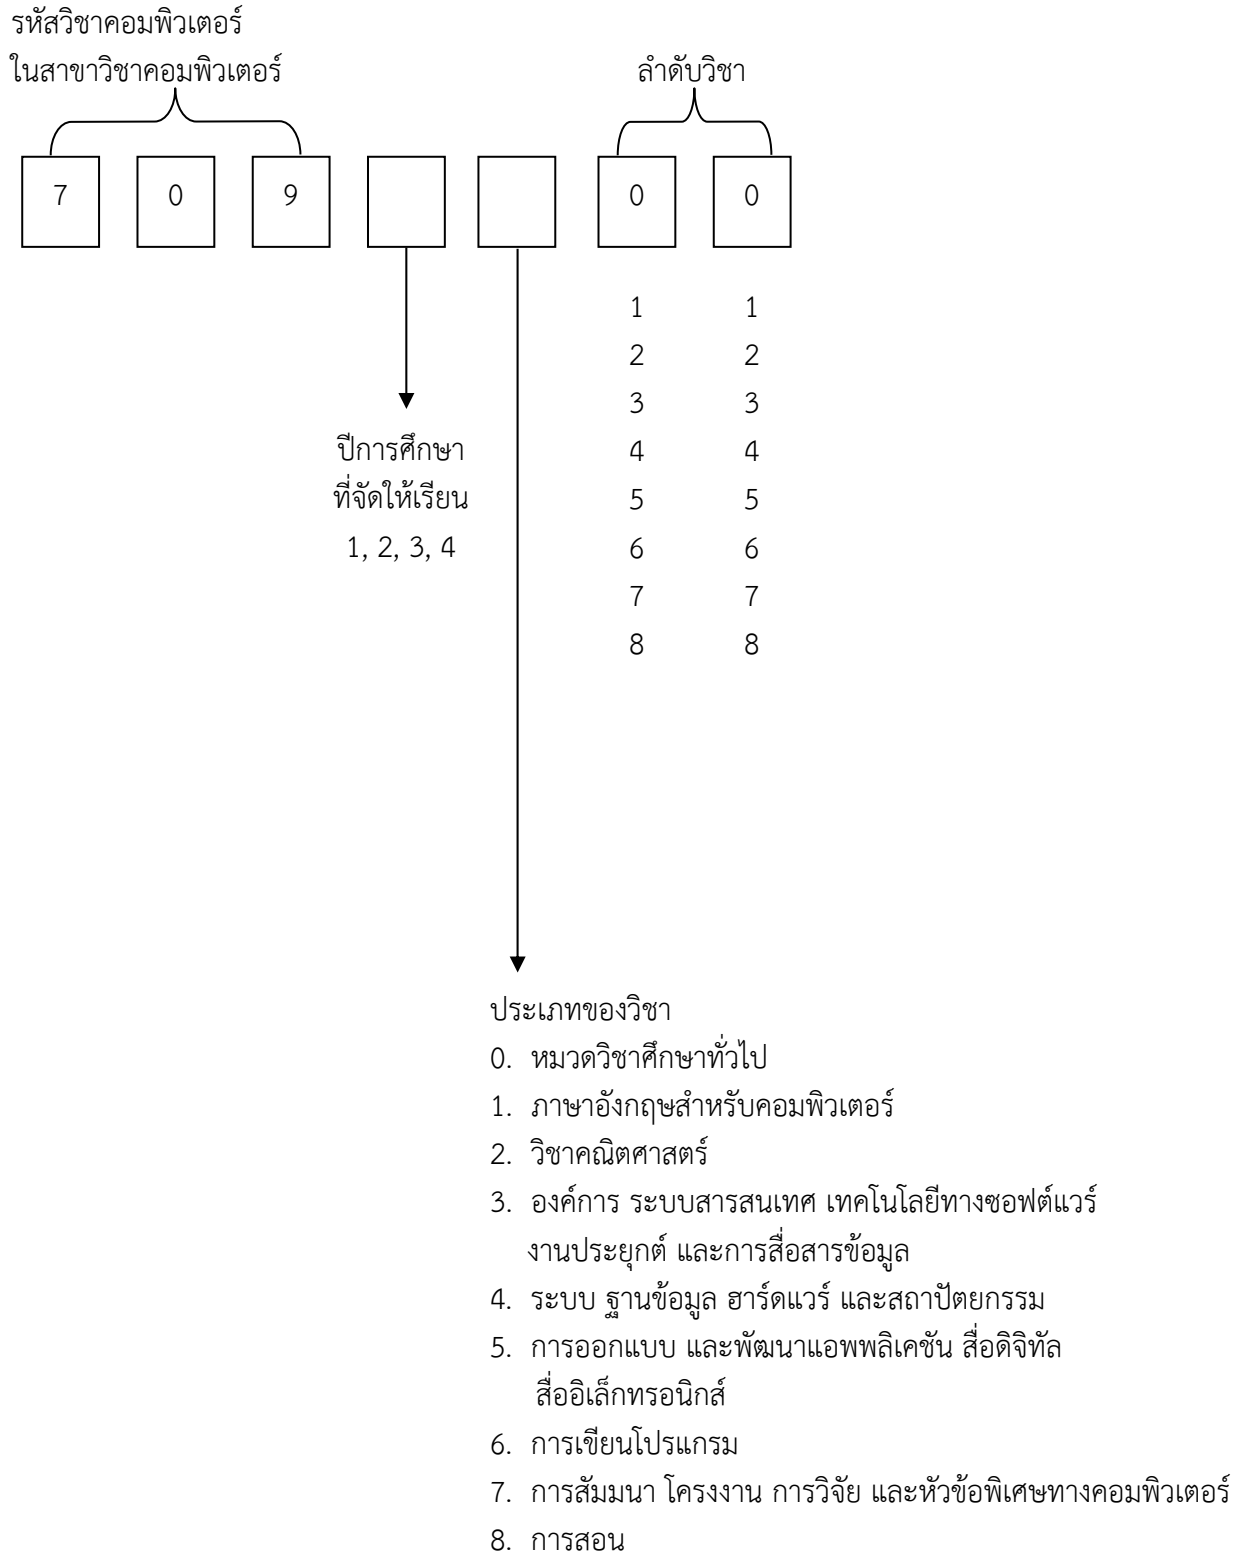 รหัสวิชาคอมพิวเตอร์
ในสาขาวิชาคอมพิวเตอร์ ลำดับวิชา
7 0 9 0 0
1 1
2 2
3 3
ปีการศึกษา 4 4
ที่จัดให้เรียน 5 5
1, 2, 3, 4 6 6
7 7
8 8
ประเภทของวิชา
0. หมวดวิชาศึกษาทั่วไป
1. ภาษาอังกฤษสำหรับคอมพิวเตอร์
2. วิชาคณิตศาสตร์
3. องค์การ ระบบสารสนเทศ เทคโนโลยีทางซอฟต์แวร์
งานประยุกต์ และการสื่อสารข้อมูล
4. ระบบ ฐานข้อมูล ฮาร์ดแวร์ และสถาปัตยกรรม
5. การออกแบบ และพัฒนาแอพพลิเคชัน สื่อดิจิทัล
สื่ออิเล็กทรอนิกส์
6. การเขียนโปรแกรม
7. การสัมมนา โครงงาน การวิจัย และหัวข้อพิเศษทางคอมพิวเตอร์
8. การสอน